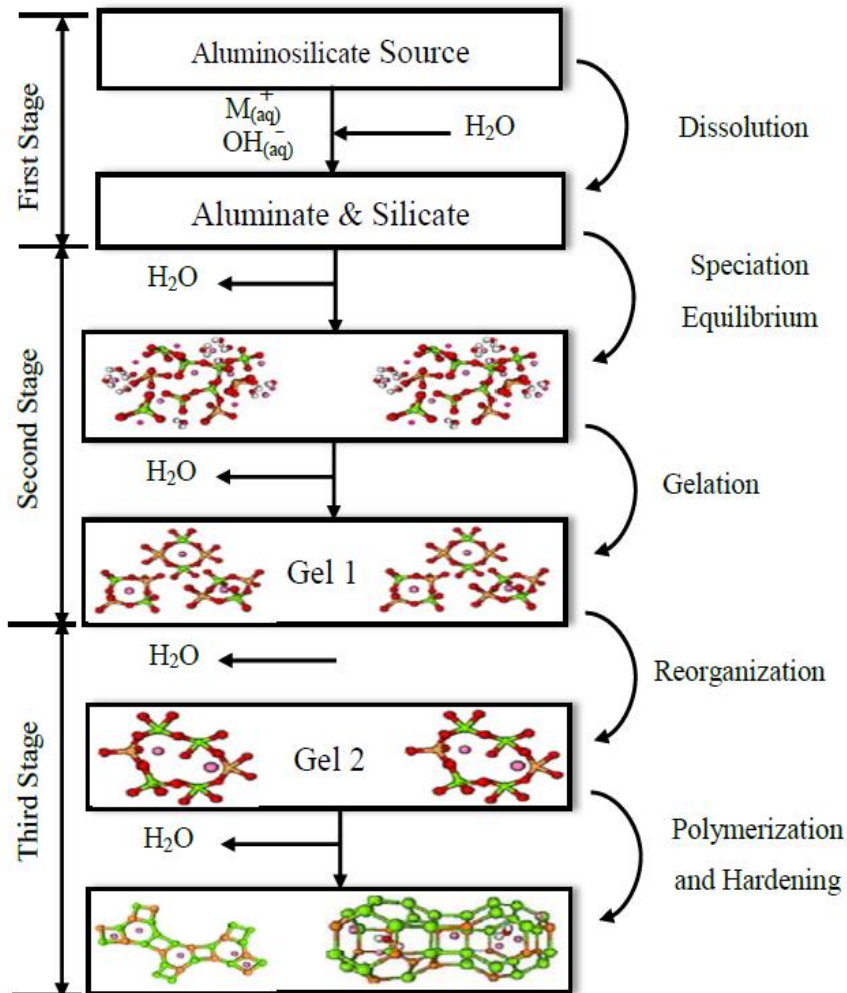 First Stage
Second Stage
Third Stage
Aluminosilicate Source
M(aq)+
OH(aq)-
H2O
Dissolution
Aluminate & Silicate
H2O
Speciation
Equilibrium
H2O
Gelation
Gel 1
H2O
Reorganization
Gel 2
H2O
Polymerization
and Hardening